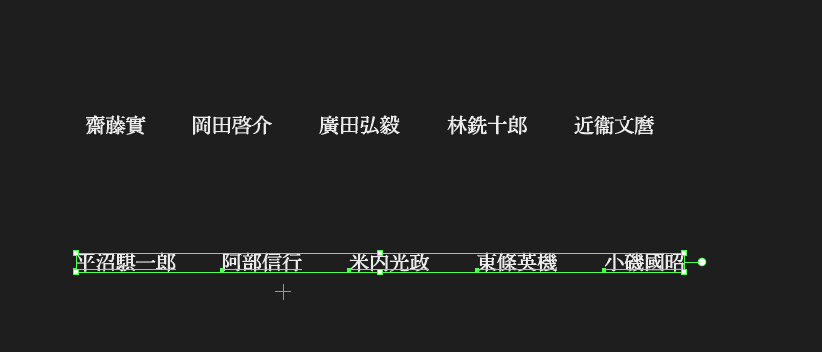 齋藤實 岡田啓介 廣田弘毅 林銑十郎 近衞文麿
平沼騏一郎 阿部信行 米内光政 東條英機 小磯國昭